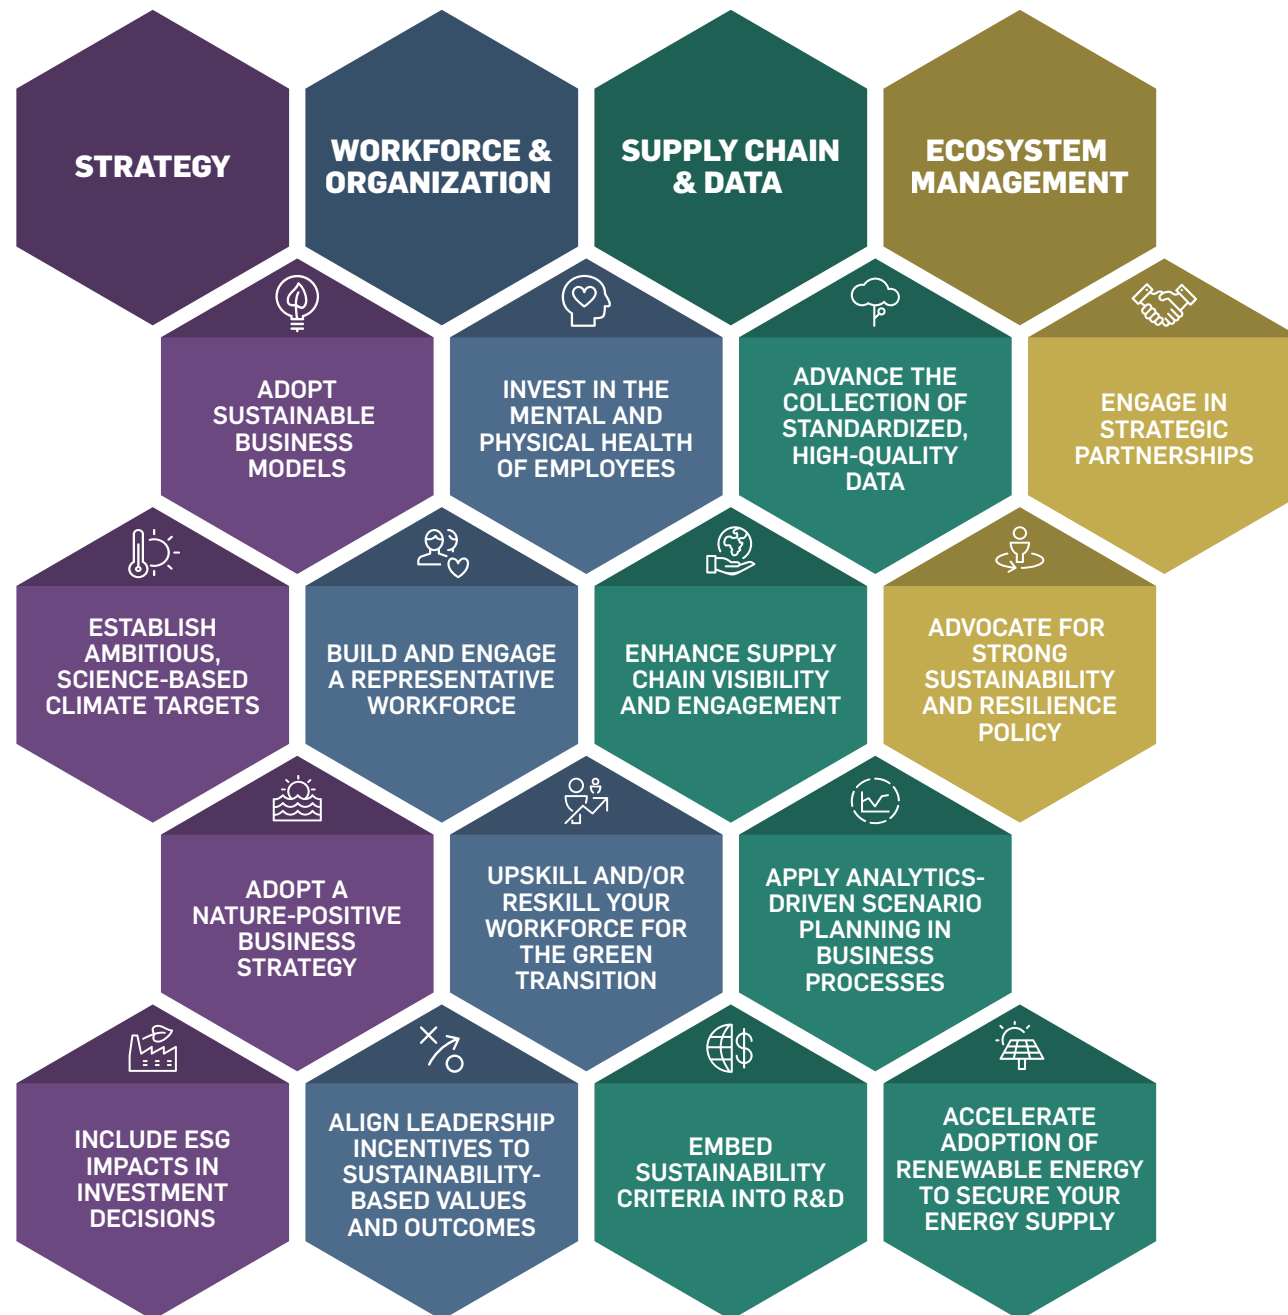 STRATEGY
WORKFORCE &
ORGANIZATION
SUPPLY CHAIN
& DATA
ECOSYSTEM
MANAGEMENT
ADOPT
SUSTAINABLE
BUSINESS
MODELS
INVEST IN THE
MENTAL AND
PHYSICAL HEALTH
OF EMPLOYEES
ADVANCE THE
COLLECTION OF
STANDARDIZED,
HIGH-QUALITY
DATA
ENGAGE IN
STRATEGIC
PARTNERSHIPS
ESTABLISH
AMBITIOUS,
SCIENCE-BASED
CLIMATE TARGETS
BUILD AND ENGAGE
A REPRESENTATIVE
WORKFORCE
ENHANCE SUPPLY
CHAIN VISIBILITY
AND ENGAGEMENT
ADVOCATE FOR
STRONG
SUSTAINABILITY
AND RESILIENCE
POLICY
ADOPT A
NATURE-POSITIVE
BUSINESS
STRATEGY
UPSKILL AND/OR
RESKILL YOUR
WORKFORCE FOR
THE GREEN
TRANSITION
APPLY ANALYTICS-
DRIVEN SCENARIO
PLANNING IN
BUSINESS
PROCESSES
INCLUDE ESG
IMPACTS IN
INVESTMENT
DECISIONS
ALIGN LEADERSHIP
INCENTIVES TO
SUSTAINABILITY-
BASED VALUES
AND OUTCOMES
EMBED
SUSTAINABILITY
CRITERIA INTO R&D
ACCELERATE
ADOPTION OF
RENEWABLE ENERGY
TO SECURE YOUR
ENERGY SUPPLY